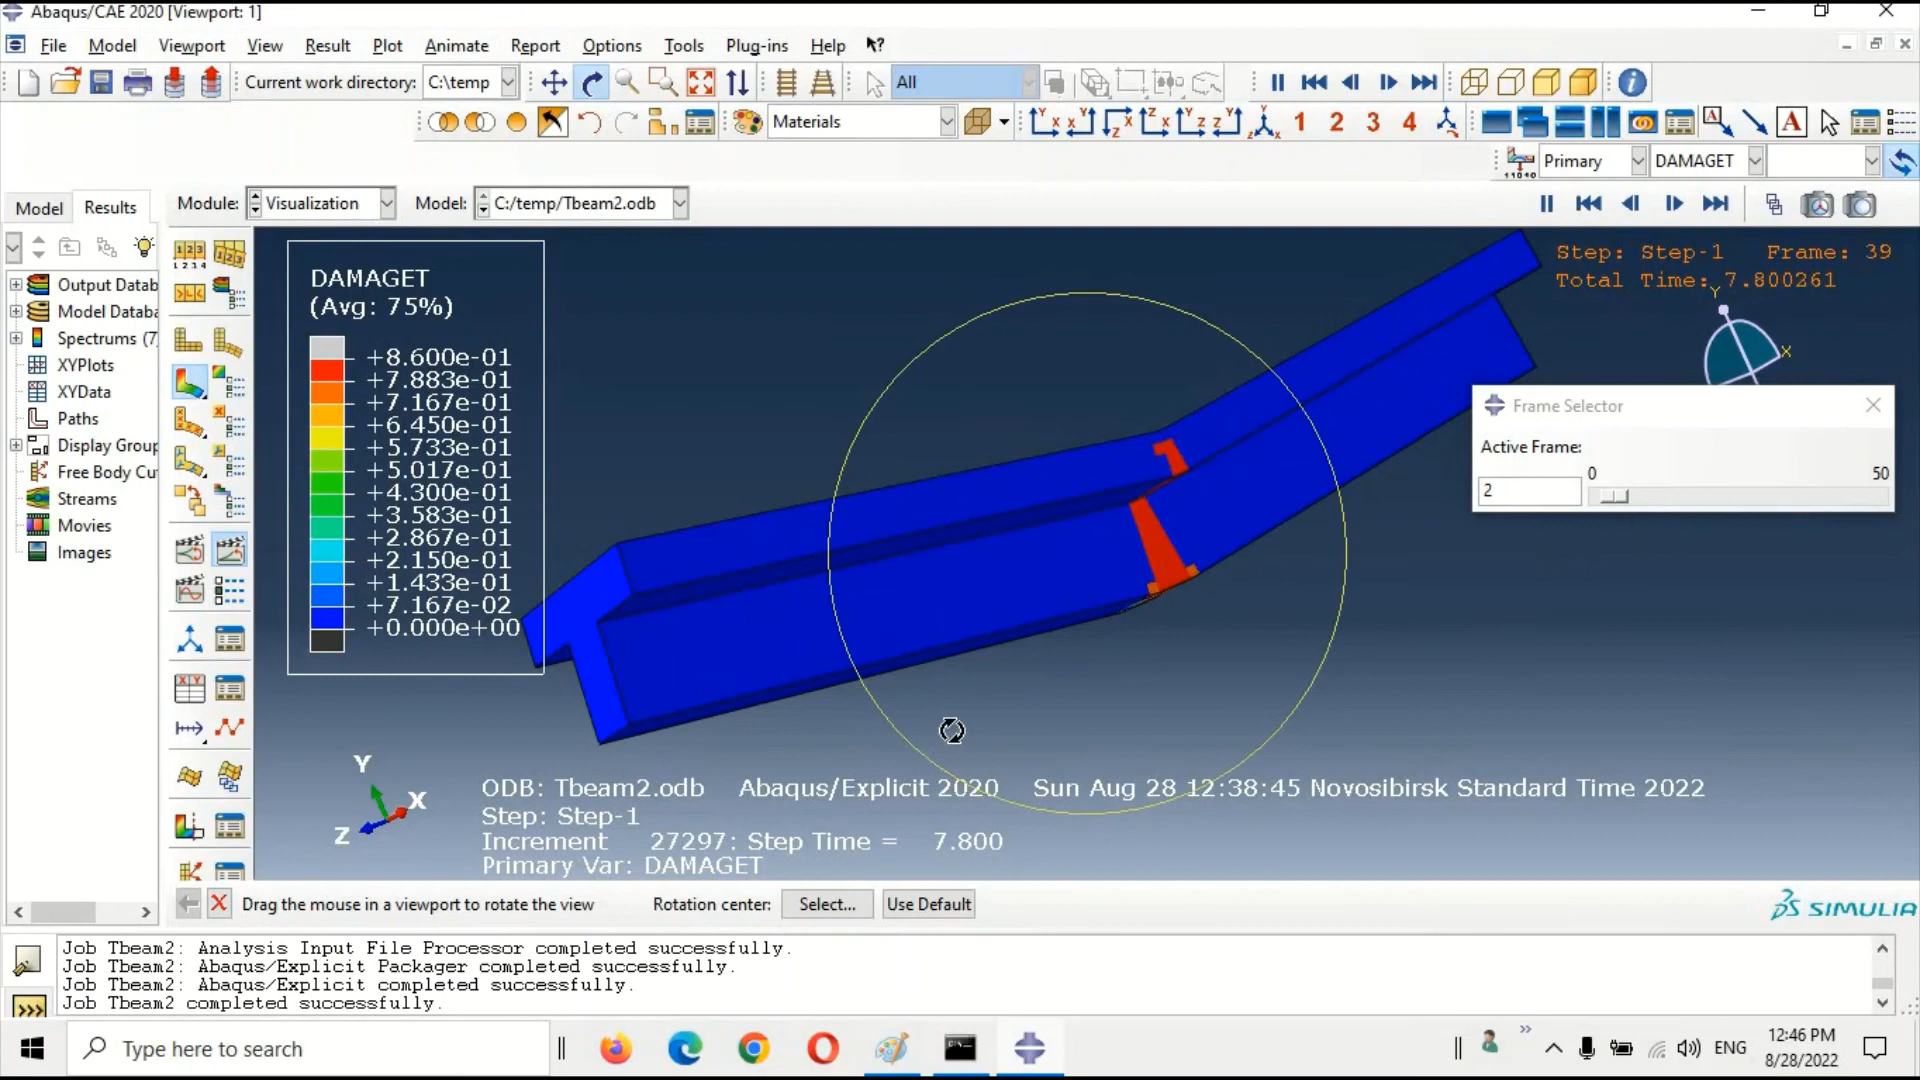 Abaqus/CAE 2020 [Viewport: 1]
File Model Viewport View Result Plot Animate Report Options Tools Plug-ins Help
Current work directory: C:\temp All
Materials 1 2 3 4 A
Primary DAMAGET
Model Results Module: Visualization Model: C:/temp/Tbeam2.odb
Output Datab
Model Databa
Spectrums (7
XYPlots
XYData
Paths
Display Group
Free Body Cu
Streams
Movies
Images
DAMAGET
(Avg: 75%)
+8.600e-01
+7.883e-01
+7.167e-01
+6.450e-01
+5.733e-01
+5.017e-01
+4.300e-01
+3.583e-01
+2.867e-01
+2.150e-01
+1.433e-01
+7.167e-02
+0.000e+00
Step: Step-1 Frame: 39
Total Time: 7.800261
Y
X
Frame Selector
Active Frame:
0 50
2
Y
X
Z
ODB: Tbeam2.odb Abaqus/Explicit 2020 Sun Aug 28 12:38:45 Novosibirsk Standard Time 2022
Step: Step-1
Increment 27297: Step Time = 7.800
Primary Var: DAMAGET
Drag the mouse in a viewport to rotate the view Rotation center: Select... Use Default
SIMULIA
Job Tbeam2: Analysis Input File Processor completed successfully.
Job Tbeam2: Abaqus/Explicit Packager completed successfully.
Job Tbeam2: Abaqus/Explicit completed successfully.
Job Tbeam2 completed successfully.
Type here to search
ENG
12:46 PM
8/28/2022